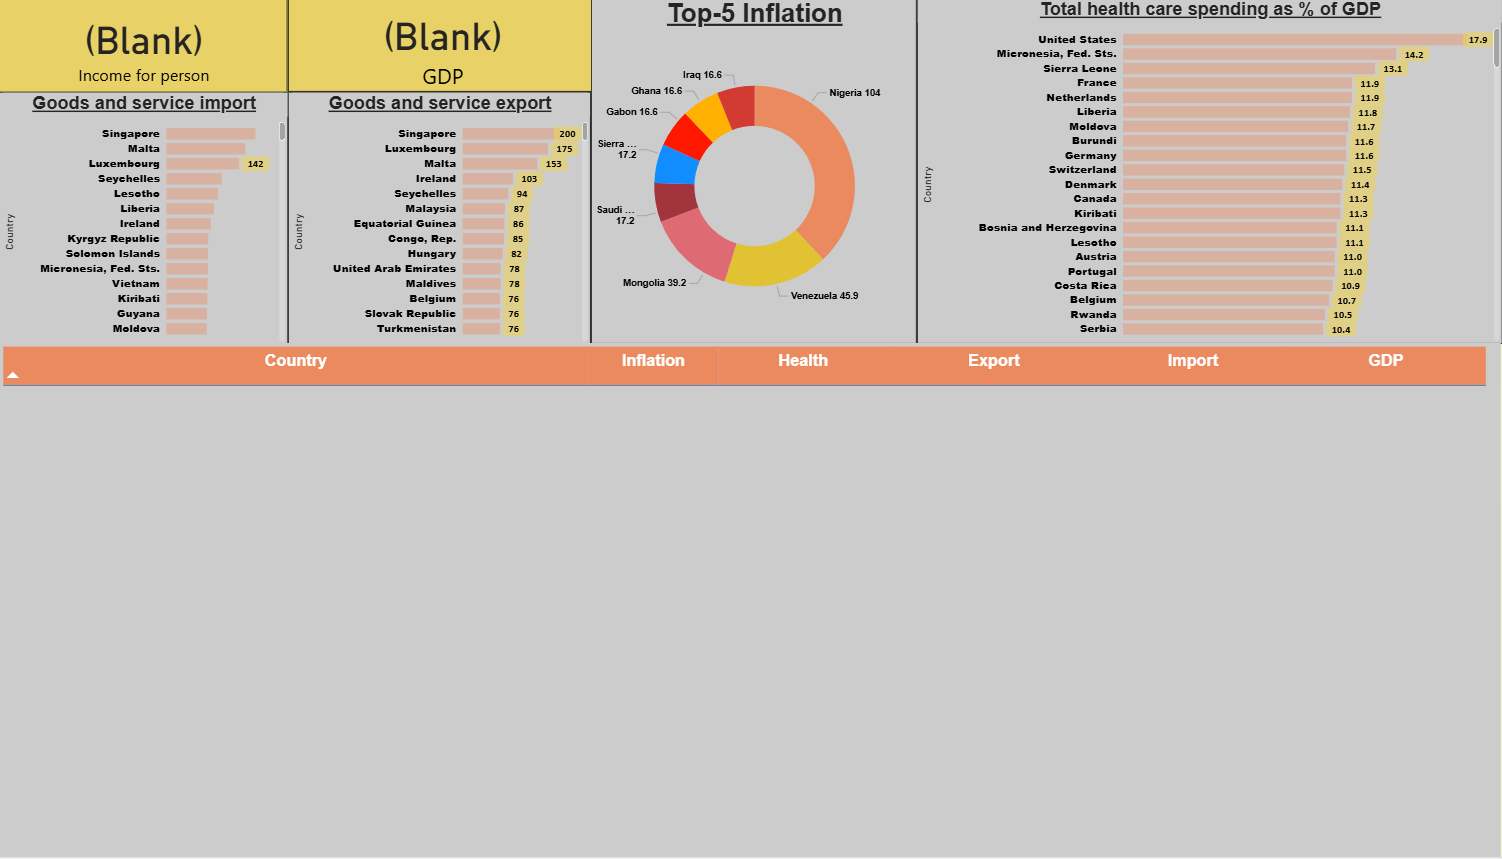 (Blank)
Income for person
(Blank)
GDP
Goods and service import
Country
Singapore
Malta
Luxembourg 142
Seychelles
Lesotho
Liberia
Ireland
Kyrgyz Republic
Solomon Islands
Micronesia, Fed. Sts.
Vietnam
Kiribati
Guyana
Moldova
Goods and service export
Country
Singapore 200
Luxembourg 175
Malta 153
Ireland 103
Seychelles 94
Malaysia 87
Equatorial Guinea 86
Congo, Rep. 85
Hungary 82
United Arab Emirates 78
Maldives 78
Belgium 76
Slovak Republic 76
Turkmenistan 76
Top-5 Inflation
Iraq 16.6
Ghana 16.6
Gabon 16.6
Sierra ...
17.2
Saudi ...
17.2
Mongolia 39.2
Venezuela 45.9
Nigeria 104
Total health care spending as % of GDP
Country
United States 17.9
Micronesia, Fed. Sts. 14.2
Sierra Leone 13.1
France 11.9
Netherlands 11.9
Liberia 11.8
Moldova 11.7
Burundi 11.6
Germany 11.6
Switzerland 11.5
Denmark 11.4
Canada 11.3
Kiribati 11.3
Bosnia and Herzegovina 11.1
Lesotho 11.1
Austria 11.0
Portugal 11.0
Costa Rica 10.9
Belgium 10.7
Rwanda 10.5
Serbia 10.4
Country Inflation Health Export Import GDP